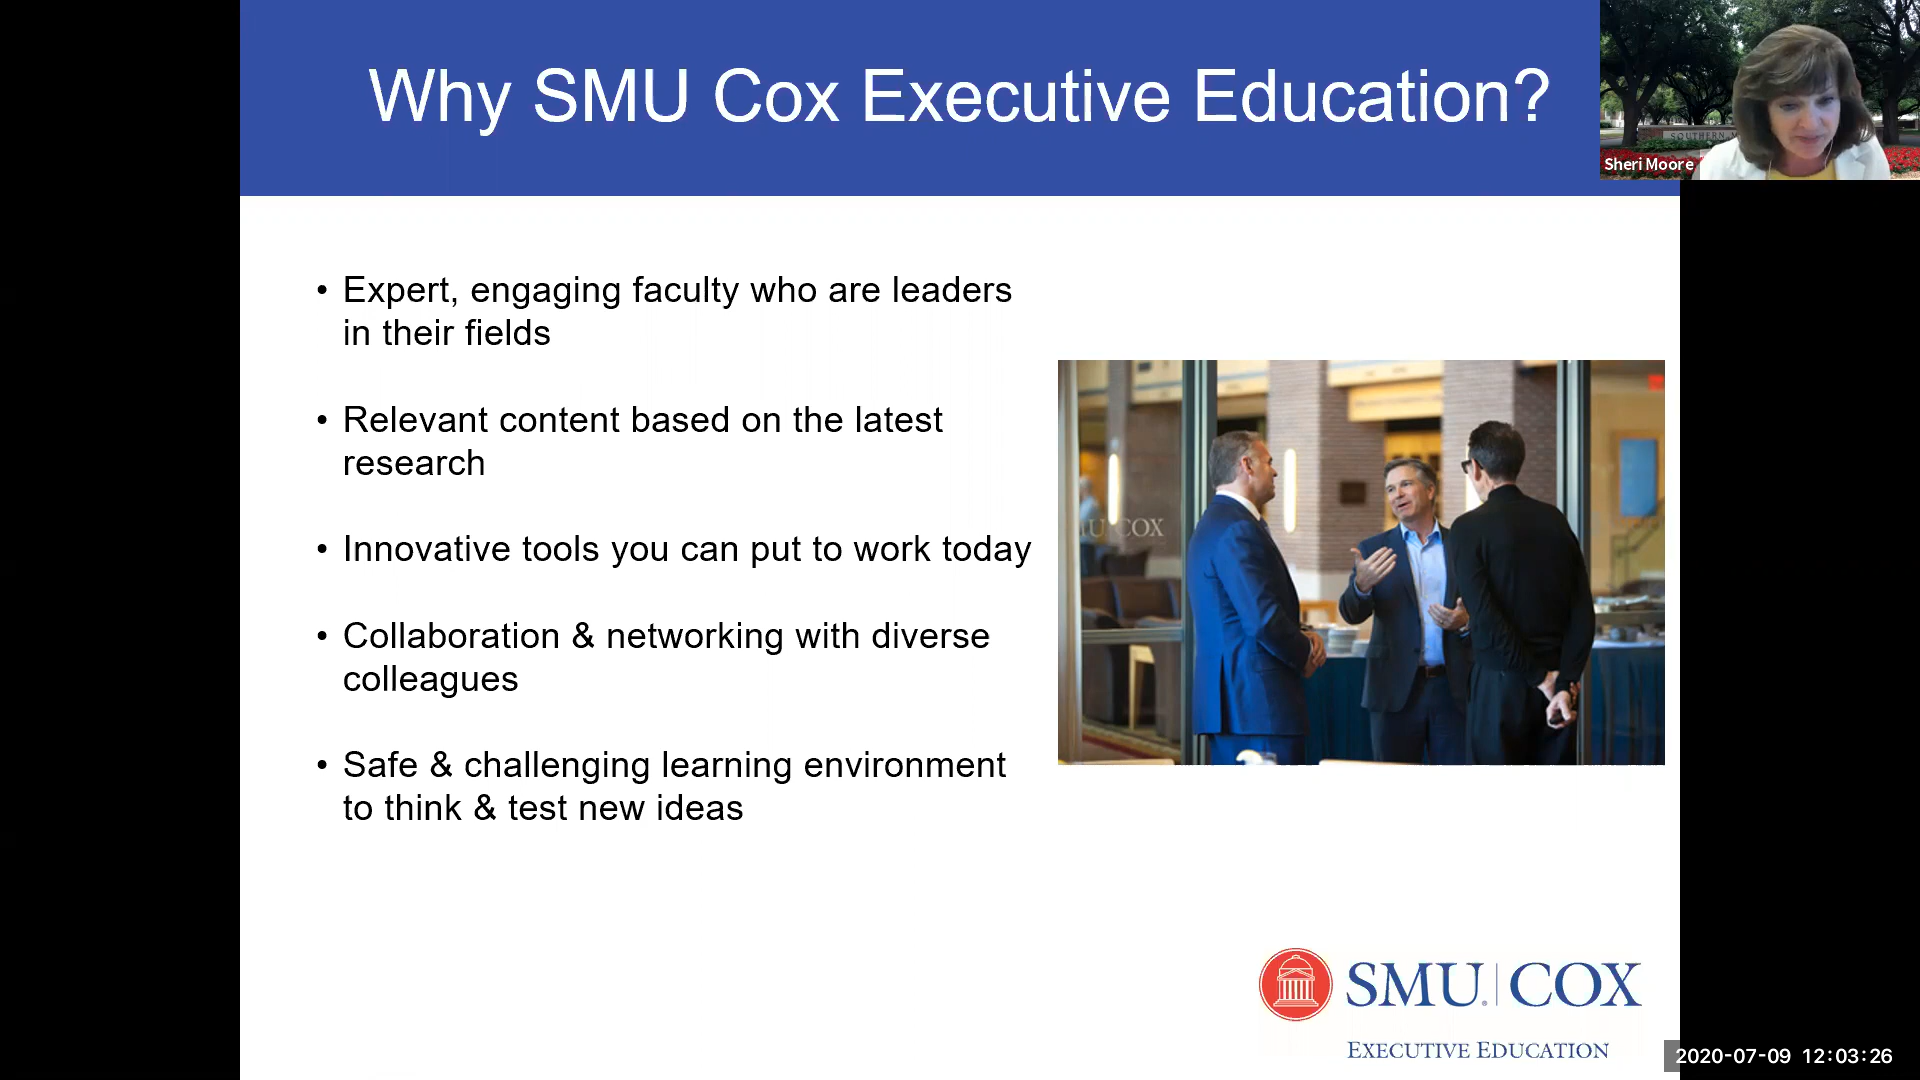 Why SMU Cox Executive Education?
SOUTHERN
Sheri Moore
• Expert, engaging faculty who are leaders
in their fields
• Relevant content based on the latest
research
• Innovative tools you can put to work today
• Collaboration & networking with diverse
colleagues
• Safe & challenging learning environment
to think & test new ideas
COX
SMU COX
EXECUTIVE EDUCATION
2020-07-09 12:03:26